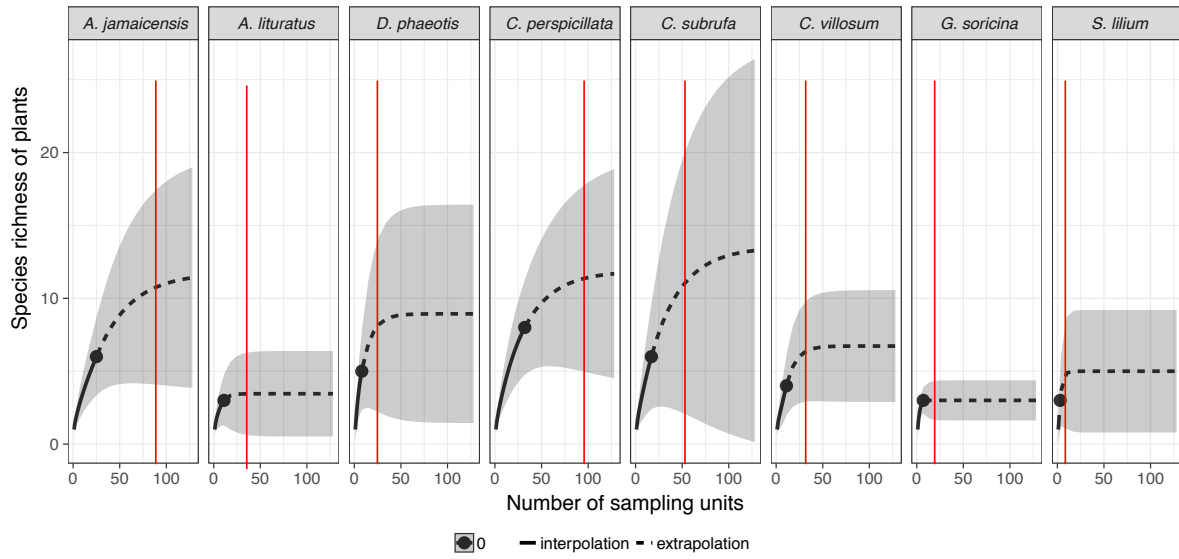 A. jamaicensis A. lituratus D. phaeotis C. perspicillata C. subrufa C. villosum G. soricina S. lilium
Species richness of plants
20
10
0
0 50 100 0 50 100 0 50 100 0 50 100 0 50 100 0 50 100 0 50 100 0 50 100
Number of sampling units
0 interpolation extrapolation